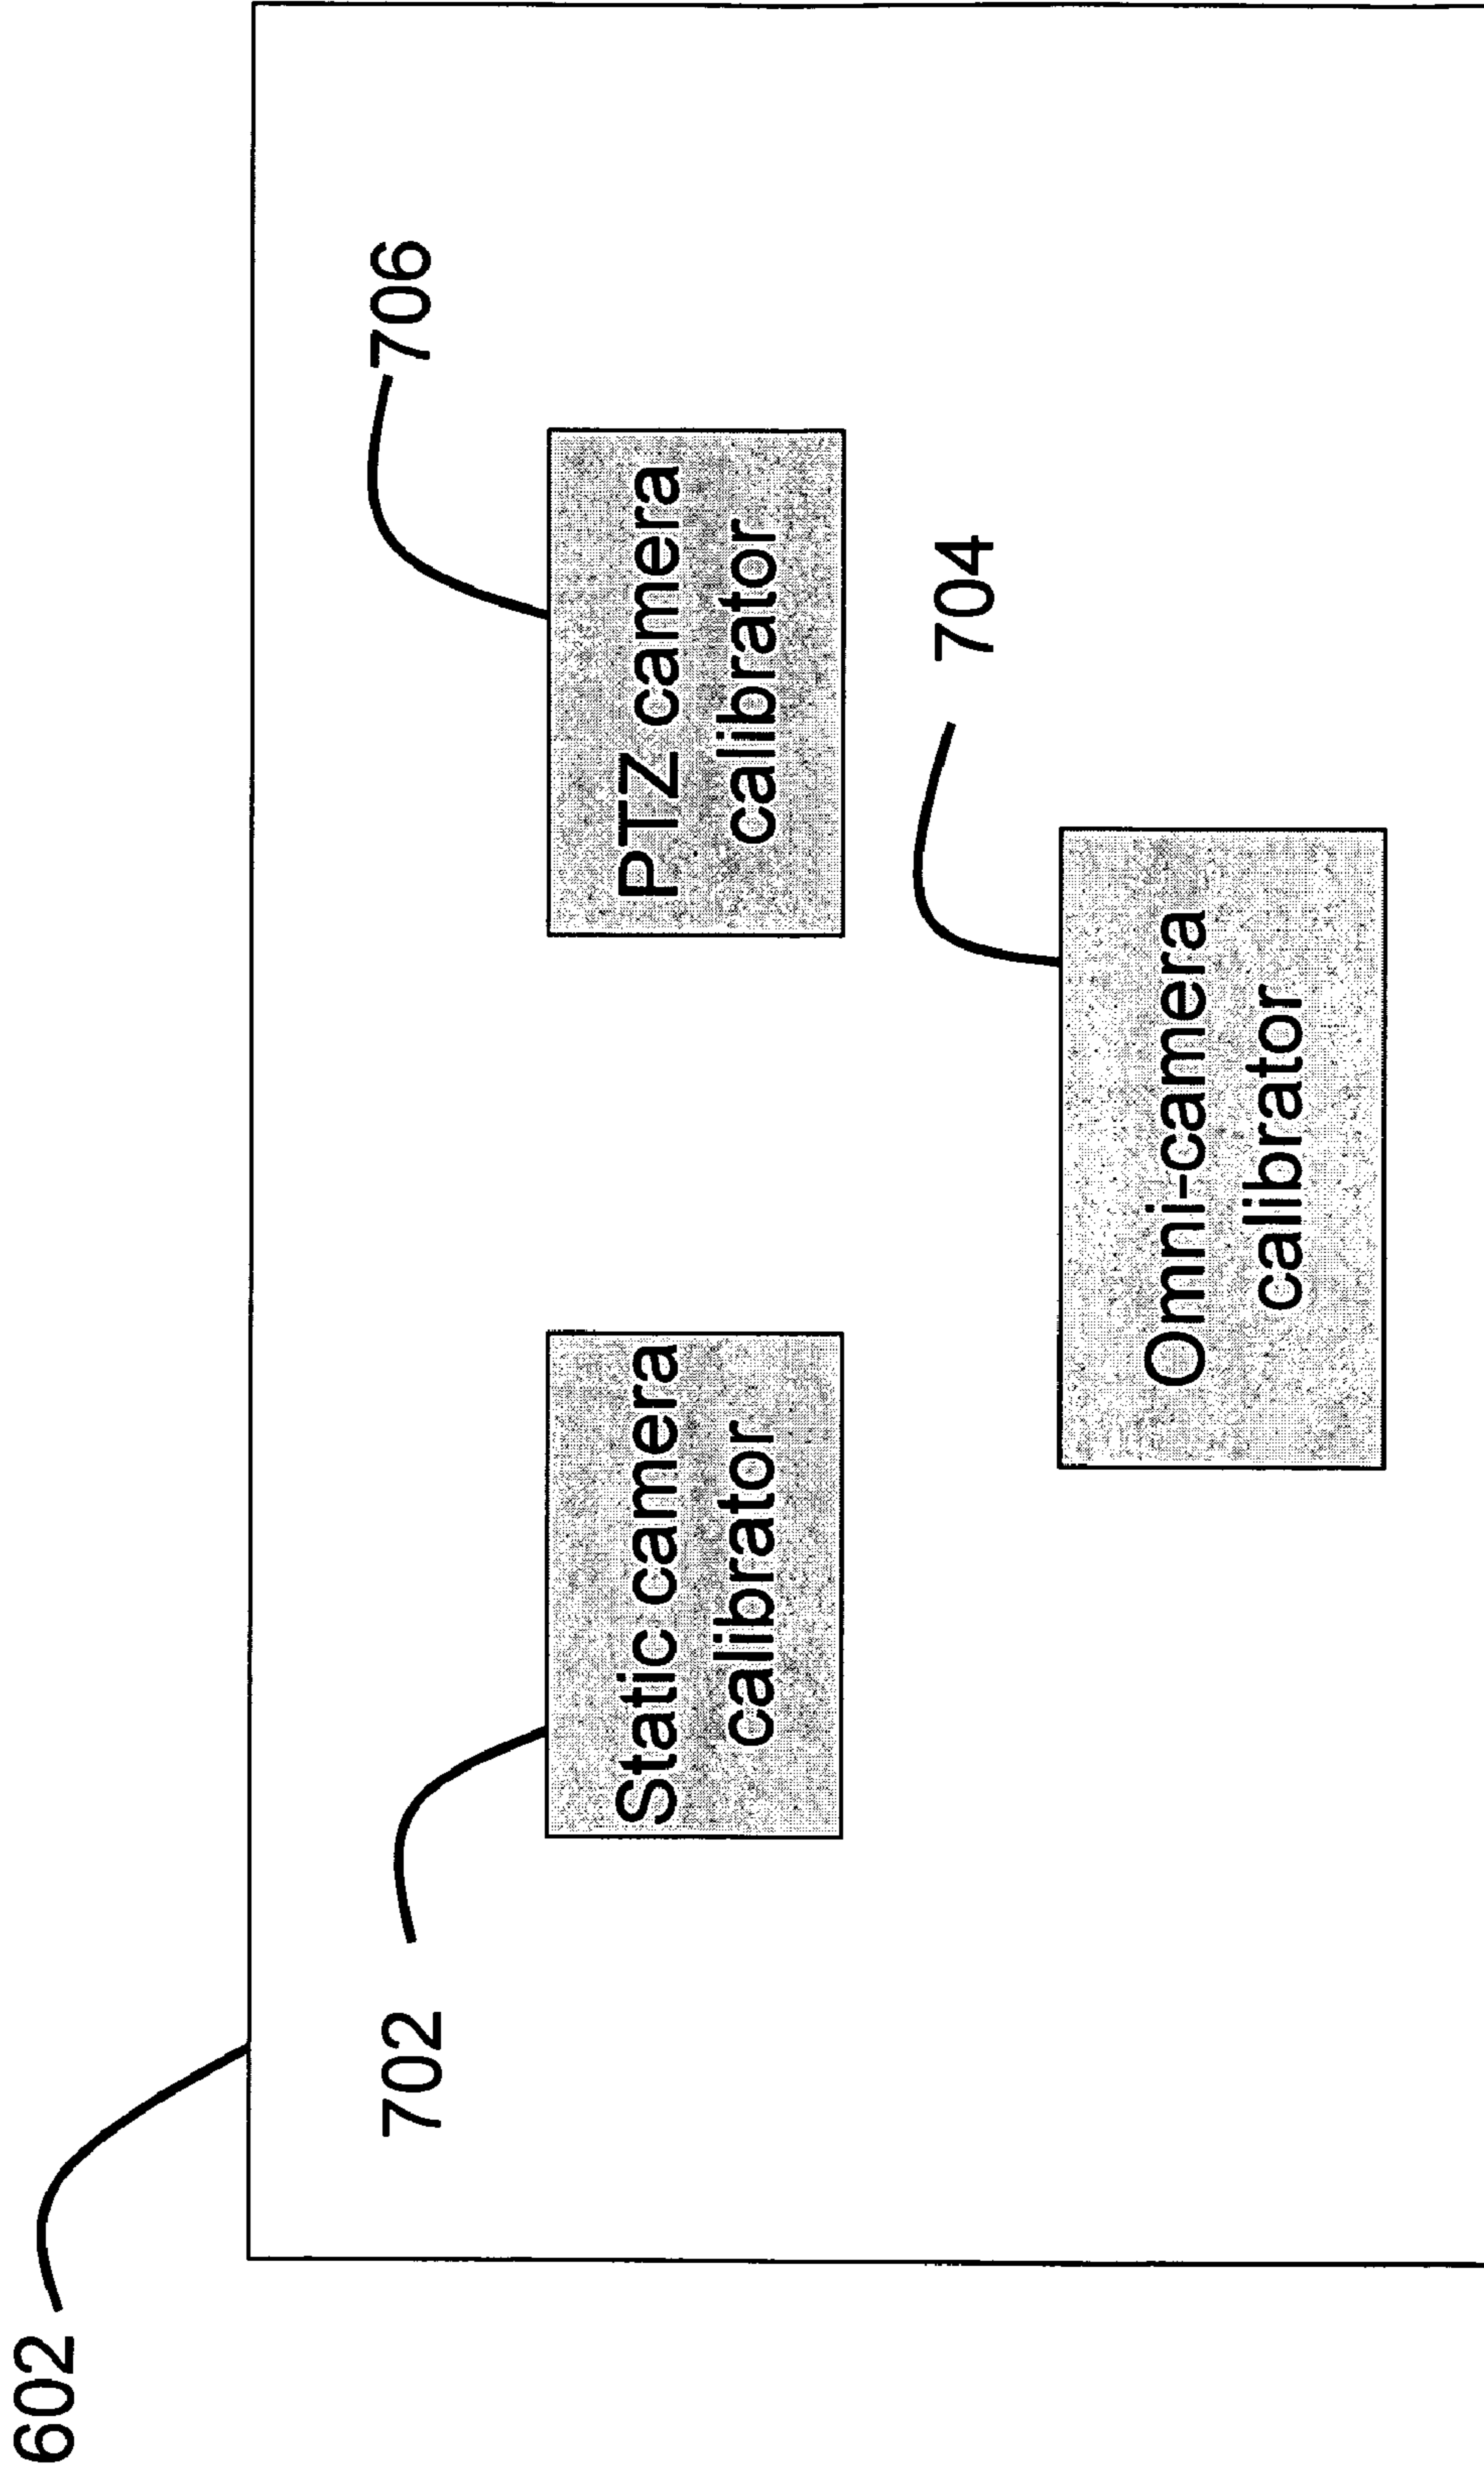 602
702
Static camera
calibrator
706
PTZ camera
calibrator
704
Omni-camera
calibrator